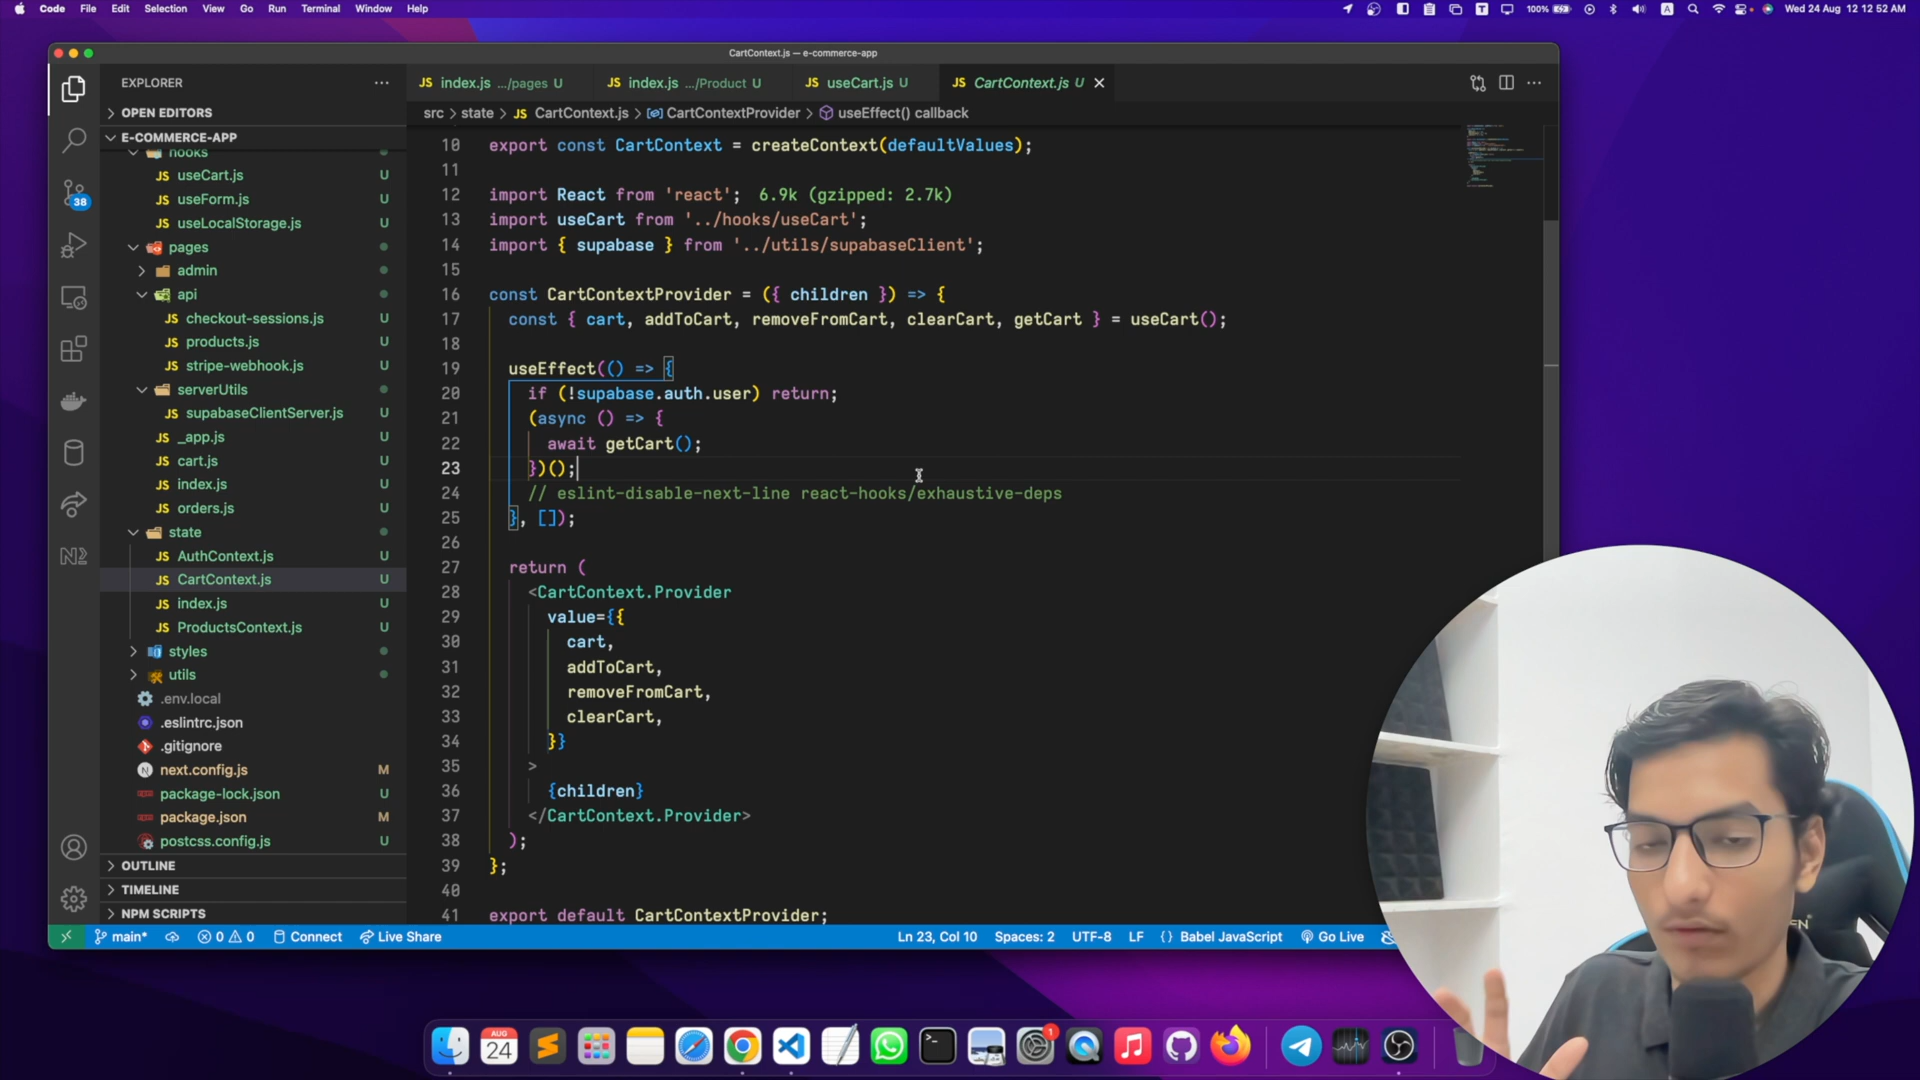 Code File Edit Selection View Go Run Terminal Window Help
100%
A
Wed 24 Aug 12 12:52 AM
CartContext.js — e-commerce-app
EXPLORER
OPEN EDITORS
E-COMMERCE-APP
hooks
useCart.js U
useForm.js U
useLocalStorage.js U
pages
admin
api
checkout-sessions.js U
products.js U
stripe-webhook.js U
serverUtils
supabaseClientServer.js U
_app.js U
cart.js U
index.js U
orders.js U
state
AuthContext.js U
CartContext.js U
index.js U
ProductsContext.js U
styles
utils
.env.local
.eslintrc.json
.gitignore
next.config.js M
package-lock.json U
package.json M
postcss.config.js U
OUTLINE
TIMELINE
NPM SCRIPTS
38
JS index.js .../pages U
JS index.js .../Product U
JS useCart.js U
JS CartContext.js U
src > state > JS CartContext.js > CartContextProvider > useEffect() callback
10 export const CartContext = createContext(defaultValues);
11
12 import React from 'react'; 6.9k (gzipped: 2.7k)
13 import useCart from '../hooks/useCart';
14 import { supabase } from '../utils/supabaseClient';
15
16 const CartContextProvider = ({ children }) => {
17 const { cart, addToCart, removeFromCart, clearCart, getCart } = useCart();
18
19 useEffect(() => {
20 if (!supabase.auth.user) return;
21 (async () => {
22 await getCart();
23 })();
24 // eslint-disable-next-line react-hooks/exhaustive-deps
25 }, []);
26
27 return (
28 <CartContext.Provider
29 value={{
30 cart,
31 addToCart,
32 removeFromCart,
33 clearCart,
34 }}
35 >
36 {children}
37 </CartContext.Provider>
38 );
39 };
40
41 export default CartContextProvider;
main* 0 0 Connect Live Share
Ln 23, Col 10 Spaces: 2 UTF-8 LF {} Babel JavaScript Go Live
AUG
24
1